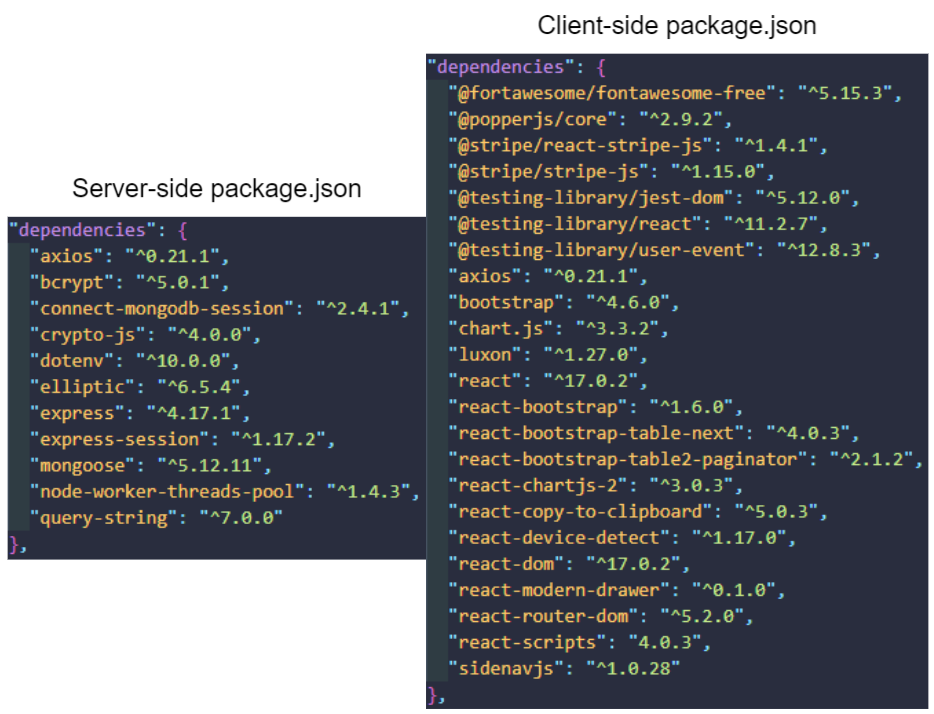 Server-side package.json
"dependencies": {
"axios": "^0.21.1",
"bcrypt": "^5.0.1",
"connect-mongodb-session": "^2.4.1",
"crypto-js": "^4.0.0",
"dotenv": "^10.0.0",
"elliptic": "^6.5.4",
"express": "^4.17.1",
"express-session": "^1.17.2",
"mongoose": "^5.12.11",
"node-worker-threads-pool": "^1.4.3",
"query-string": "^7.0.0"
},
Client-side package.json
"dependencies": {
"@fortawesome/fontawesome-free": "^5.15.3",
"@popperjs/core": "^2.9.2",
"@stripe/react-stripe-js": "^1.4.1",
"@stripe/stripe-js": "^1.15.0",
"@testing-library/jest-dom": "^5.12.0",
"@testing-library/react": "^11.2.7",
"@testing-library/user-event": "^12.8.3",
"axios": "^0.21.1",
"bootstrap": "^4.6.0",
"chart.js": "^3.3.2",
"luxon": "^1.27.0",
"react": "^17.0.2",
"react-bootstrap": "^1.6.0",
"react-bootstrap-table-next": "^4.0.3",
"react-bootstrap-table2-paginator": "^2.1.2",
"react-chartjs-2": "^3.0.3",
"react-copy-to-clipboard": "^5.0.3",
"react-device-detect": "^1.17.0",
"react-dom": "^17.0.2",
"react-modern-drawer": "^0.1.0",
"react-router-dom": "^5.2.0",
"react-scripts": "4.0.3",
"sidenavjs": "^1.0.28"
},